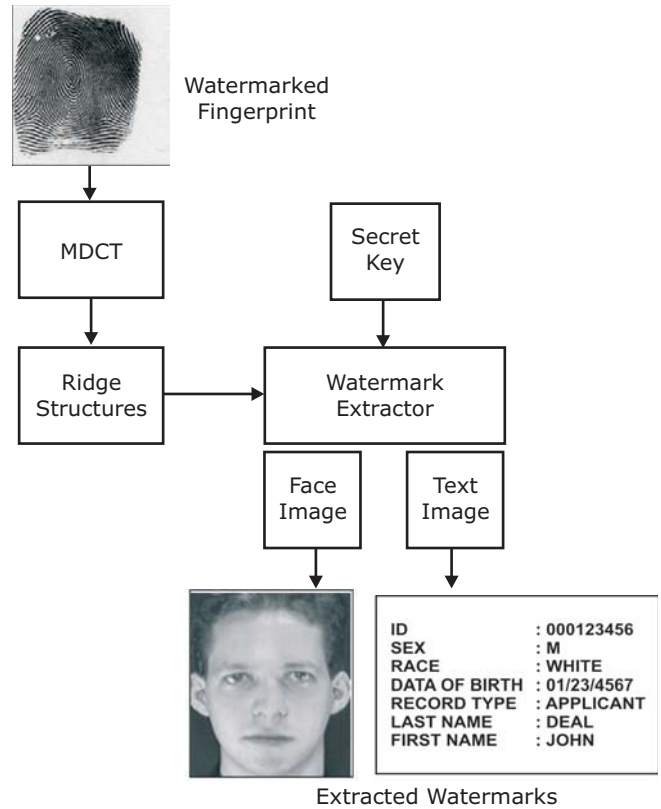 Watermarked
Fingerprint
MDCT
Secret
Key
Ridge
Structures
Watermark
Extractor
Face
Image
Text
Image
ID : 000123456
SEX : M
RACE : WHITE
DATA OF BIRTH : 01/23/4567
RECORD TYPE : APPLICANT
LAST NAME : DEAL
FIRST NAME : JOHN
Extracted Watermarks